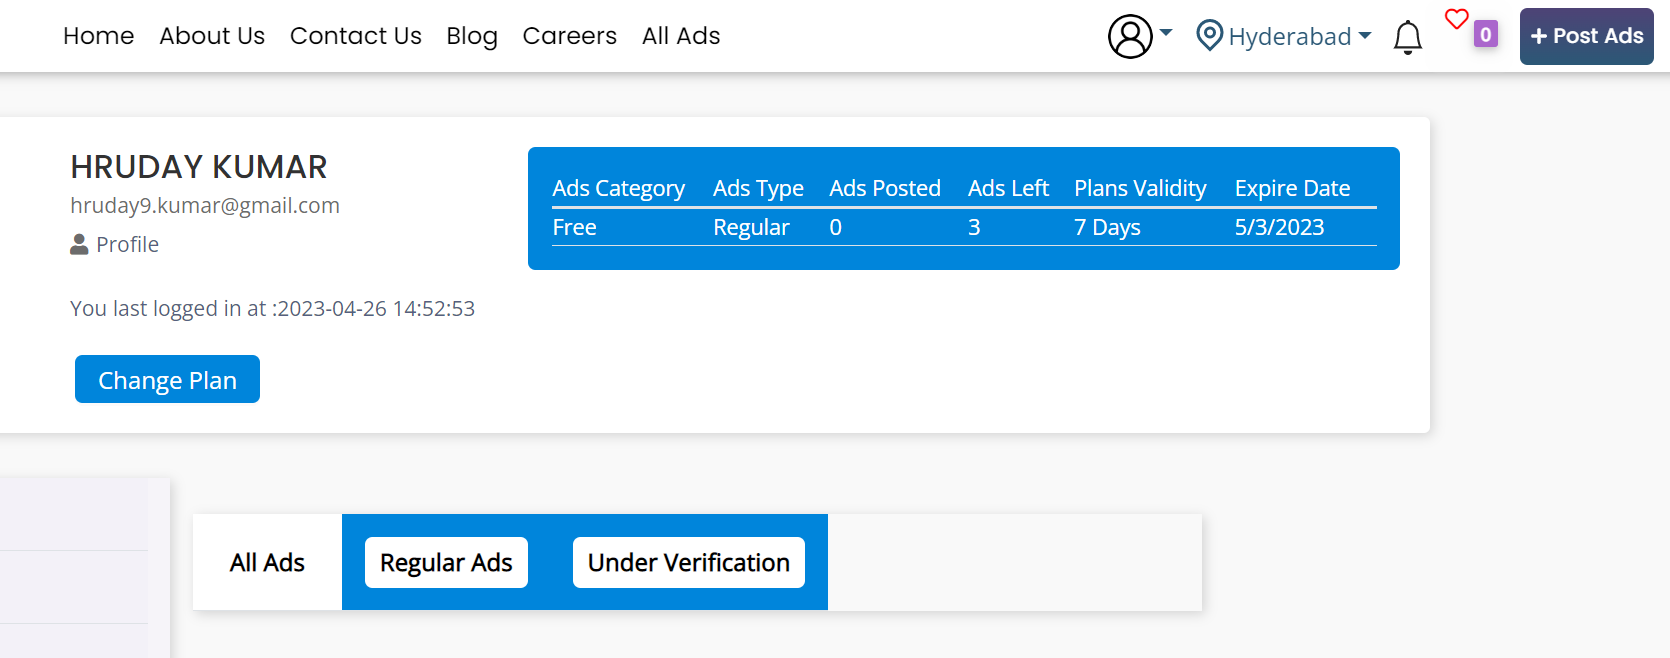 Home About Us Contact Us Blog Careers All Ads Hyderabad 0 + Post Ads
HRUDAY KUMAR
hruday9.kumar@gmail.com
Profile
You last logged in at :2023-04-26 14:52:53
Change Plan
Ads Category Ads Type Ads Posted Ads Left Plans Validity Expire Date
Free Regular 0 3 7 Days 5/3/2023
All Ads Regular Ads Under Verification